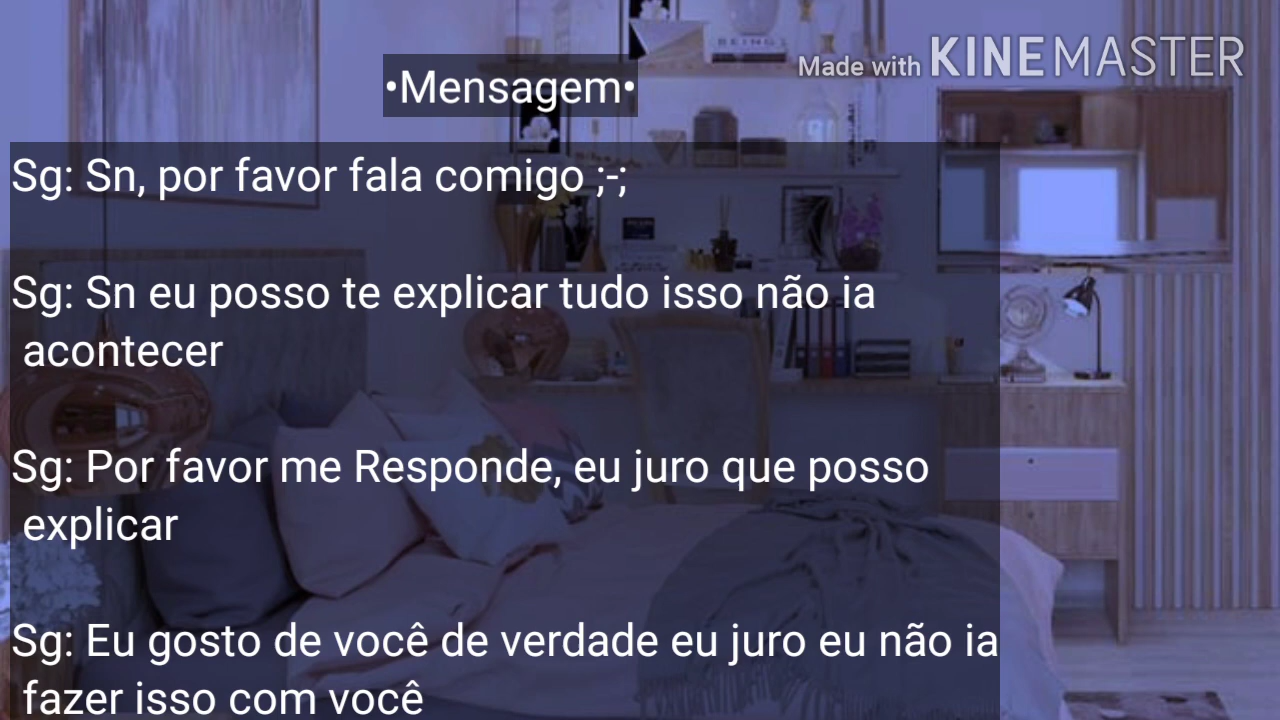 Made with KINEMASTER
•Mensagem•
Sg: Sn, por favor fala comigo ;-;
Sg: Sn eu posso te explicar tudo isso não ia
acontecer
Sg: Por favor me Responde, eu juro que posso
explicar
Sg: Eu gosto de você de verdade eu juro eu não ia
fazer isso com você
BEINGS